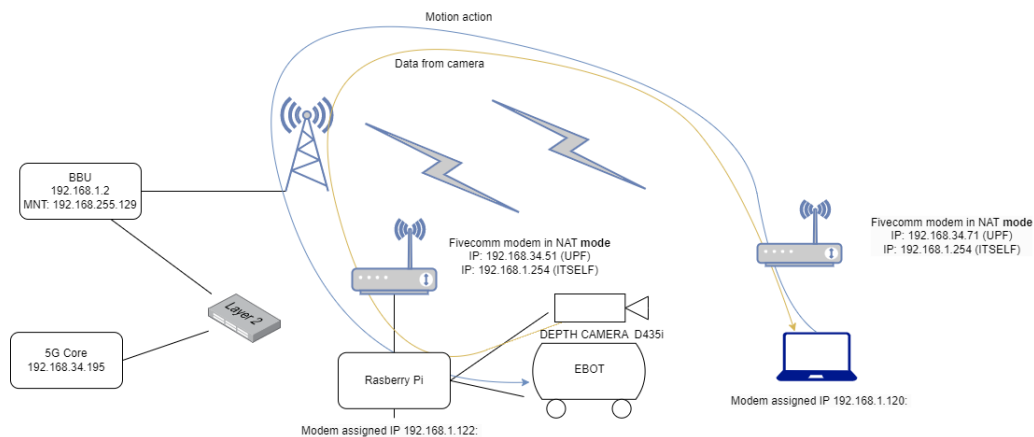 Motion action
Data from camera
BBU
192.168.1.2
MNT: 192.168.255.129
Fivecomm modem in NAT mode
IP: 192.168.34.51 (UPF)
IP: 192.168.1.254 (ITSELF)
Fivecomm modem in NAT mode
IP: 192.168.34.71 (UPF)
IP: 192.168.1.254 (ITSELF)
Layer 2
5G Core
192.168.34.195
DEPTH CAMERA D435i
Rasberry Pi
EBOT
Modem assigned IP 192.168.1.120:
Modem assigned IP 192.168.1.122: